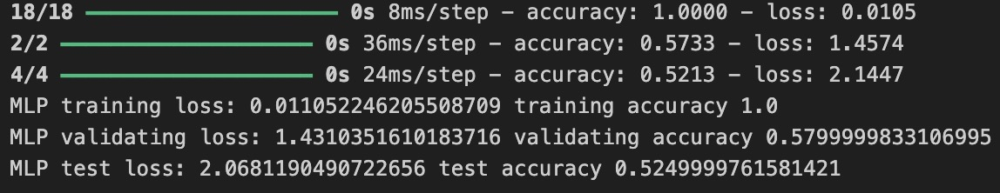 18/18 ━━━━━━━━━━━━━━━━━━━━ 0s 8ms/step - accuracy: 1.0000 - loss: 0.0105
2/2 ━━━━━━━━━━━━━━━━━━━━ 0s 36ms/step - accuracy: 0.5733 - loss: 1.4574
4/4 ━━━━━━━━━━━━━━━━━━━━ 0s 24ms/step - accuracy: 0.5213 - loss: 2.1447
MLP training loss: 0.011052246205508709 training accuracy 1.0
MLP validating loss: 1.4310351610183716 validating accuracy 0.5799999833106995
MLP test loss: 2.0681190490722656 test accuracy 0.5249999761581421